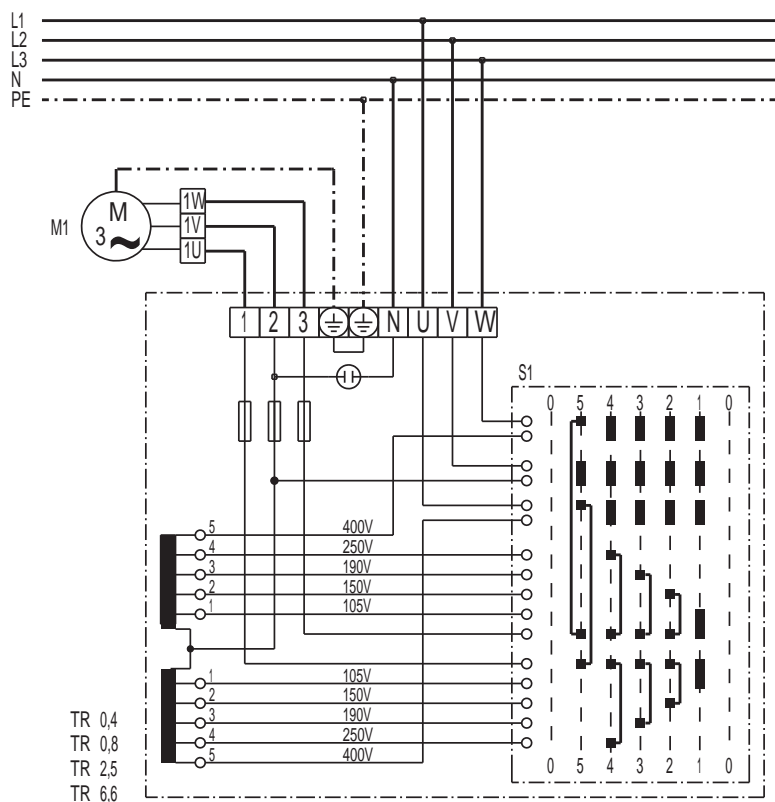 L1
L2
L3
N
PE
M1
M
3
1W
1V
1U
1 2 3 N U V W
S1
0 5 4 3 2 1 0
5 400V
4 250V
3 190V
2 150V
1 105V
1 105V
2 150V
3 190V
4 250V
5 400V
0 5 4 3 2 1 0
TR 0,4
TR 0,8
TR 2,5
TR 6.6